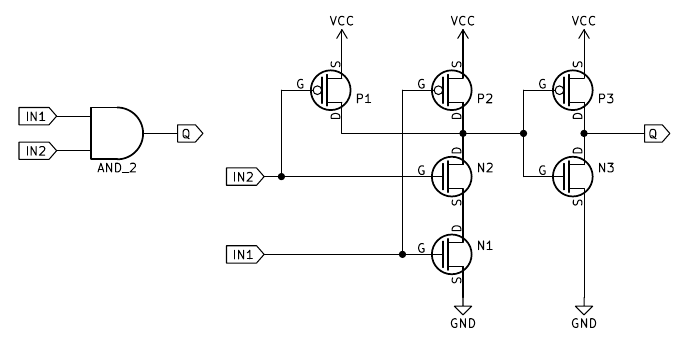 VCC VCC VCC
S S S
G G G
P1 P2 P3
D D D
IN1
Q Q
IN2
D D
AND_2
IN2 G N2 G N3
S S
D
N1
IN1 G
S
GND GND